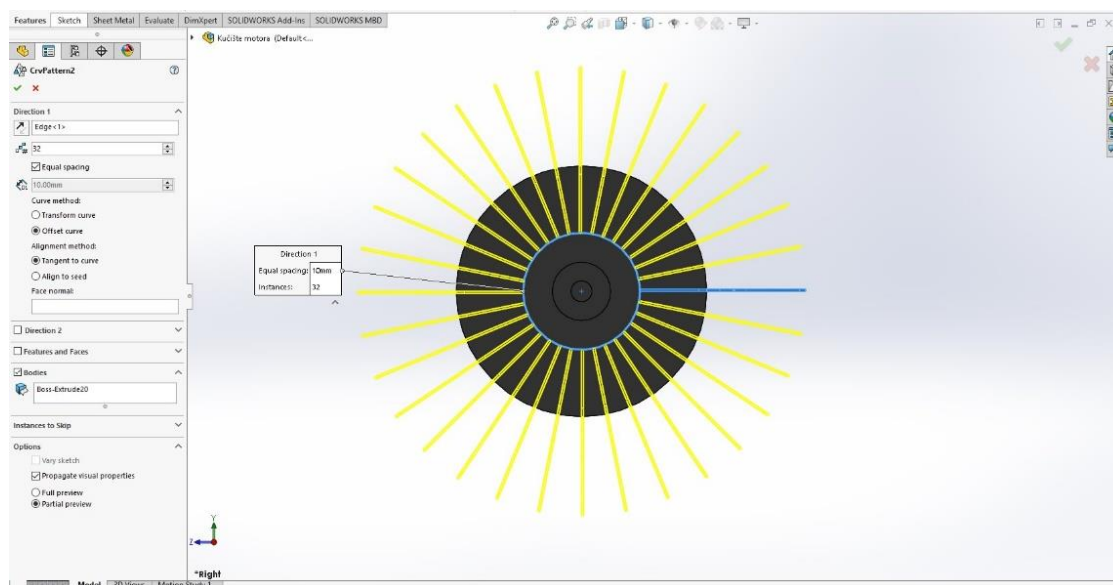 Features Sketch Sheet Metal Evaluate DimXpert SOLIDWORKS Add-Ins SOLIDWORKS MBD
Kućište motora (Default<...
CrvPattern2
Direction 1
Edge<1>
32
Equal spacing
10.00mm
Curve method:
Transform curve
Offset curve
Alignment method:
Tangent to curve
Align to seed
Face normal:
Direction 2
Features and Faces
Bodies
Boss-Extrude20
Instances to Skip
Options
Vary sketch
Propagate visual properties
Full preview
Partial preview
Direction 1
Equal spacing: 10mm
Instances: 32
Y
Z
*Right
Model 3D Views Motion Study 1